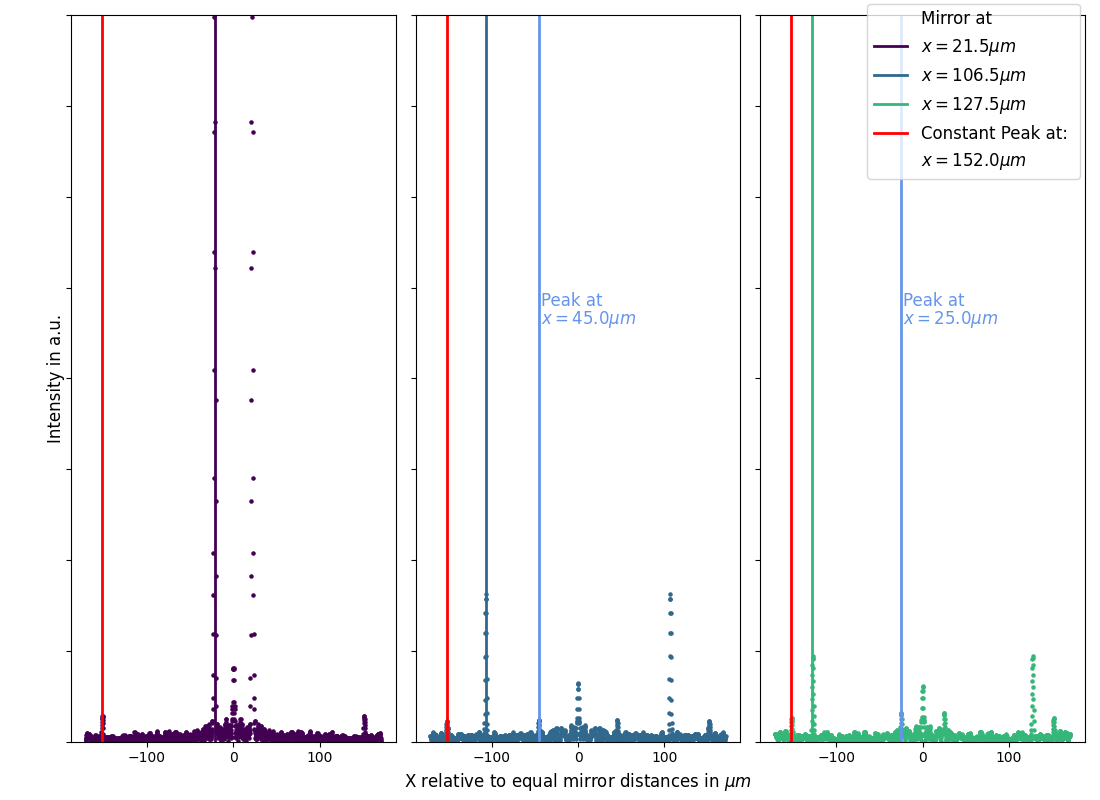 Mirror at
x = 21.5μm
x = 106.5μm
x = 127.5μm
Constant Peak at:
x = 152.0μm
Peak at
x = 45.0μm
Peak at
x = 25.0μm
Intensity in a.u.
−100 0 100 −100 0 100 −100 0 100
X relative to equal mirror distances in μm